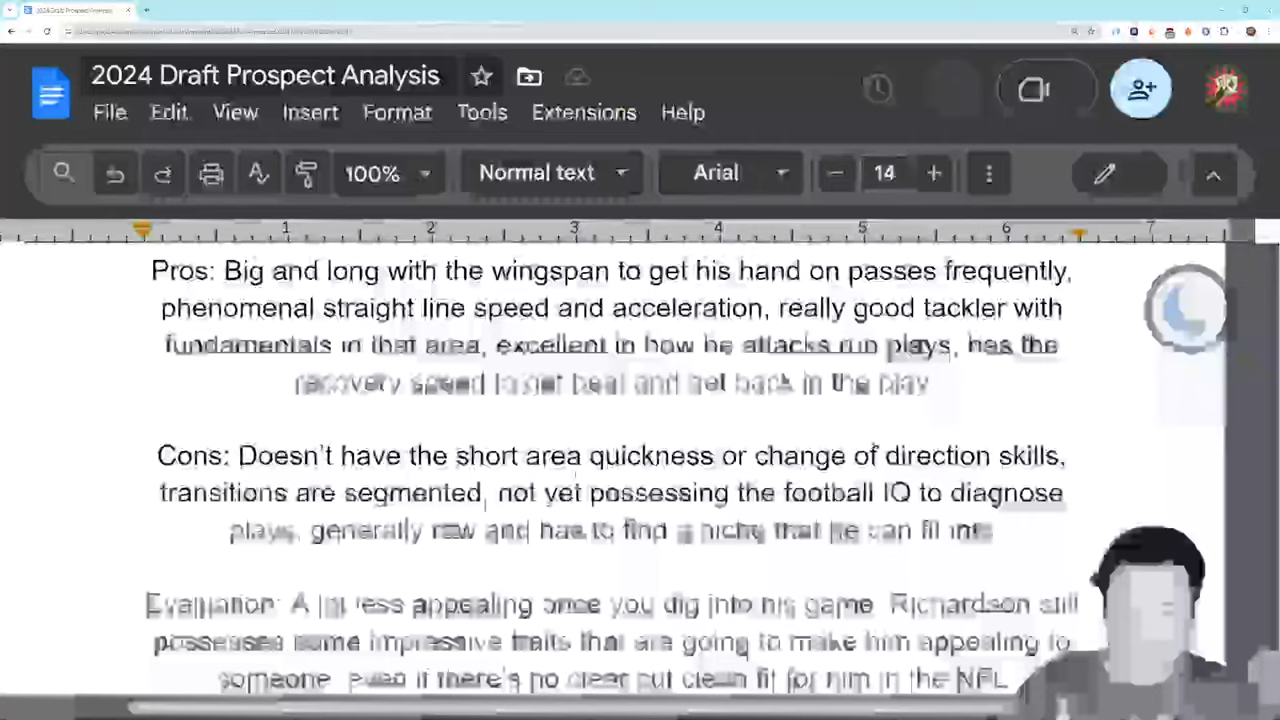 2024 Draft Prospect Analysis
File Edit View Insert Format Tools Extensions Help
100% Normal text Arial 14
1 2 3 4 5 6 7
Pros: Big and long with the wingspan to get his hand on passes frequently,
phenomenal straight line speed and acceleration, really good tackler with
fundamentals in that area, excellent in how he attacks run plays, has the
recovery speed to get beat and get back in the play
Cons: Doesn't have the short area quickness or change of direction skills,
transitions are segmented, not yet possessing the football IQ to diagnose
plays, generally raw and has to find a niche that he can fit into
Evaluation: A lot less appealing once you dig into his game. Richardson still
possesses some impressive traits that are going to make him appealing to
someone, even if there's no clear cut clean fit for him in the NFL